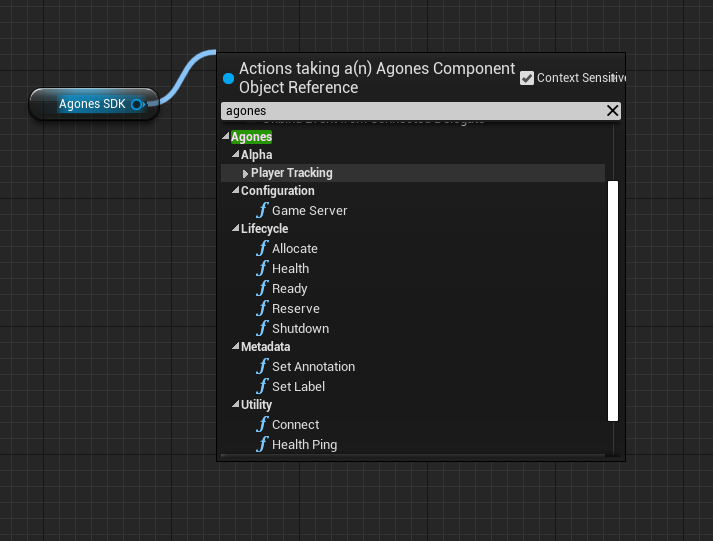 Agones SDK
Actions taking a(n) Agones Component
Object Reference
Context Sensitive
agones
Agones
Alpha
Player Tracking
Configuration
Game Server
Lifecycle
Allocate
Health
Ready
Reserve
Shutdown
Metadata
Set Annotation
Set Label
Utility
Connect
Health Ping